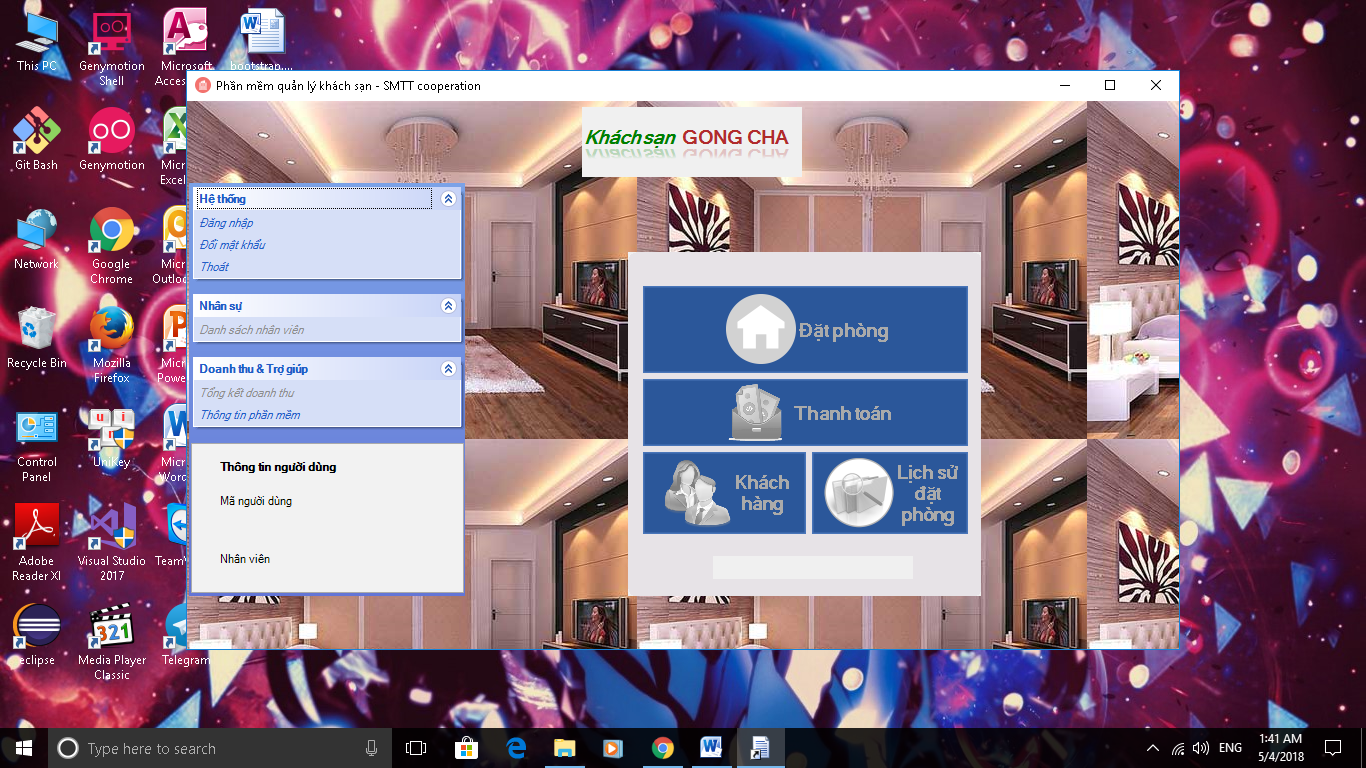 This PC
Genymotion
Shell
Microsoft
Acces
bootstrap....
Git Bash
Genymotion
Excel
Network
Google
Chrome
Outloo
Recycle Bin
Mozilla
Firefox
Control
Panel
UniKey
Word
Adobe
Reader XI
Visual Studio
2017
TeamV
eclipse
Media Player
Classic
Telegram
Phần mềm quản lý khách sạn - SMTT cooperation
Khách sạn GONG CHA
Hệ thống
Đăng nhập
Đổi mật khẩu
Thoát
Nhân sự
Danh sách nhân viên
Doanh thu & Trợ giúp
Tổng kết doanh thu
Thông tin phần mềm
Thông tin người dùng
Mã người dùng
Nhân viên
Đặt phòng
Thanh toán
Khách
hàng
Lịch sử
đặt
phòng
Type here to search
ENG
1:41 AM
5/4/2018